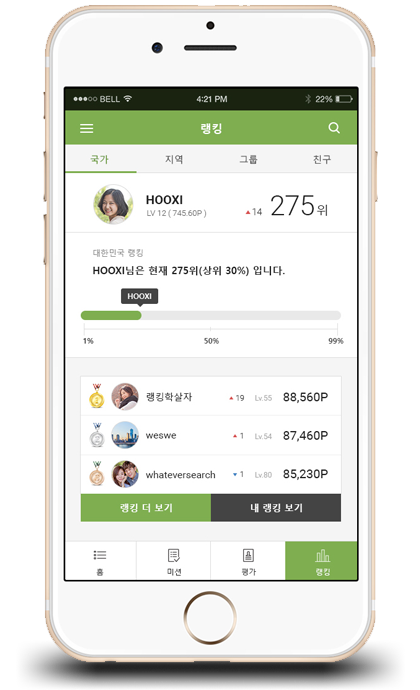 ●●●○○ BELL 4:21 PM 22%
랭킹
국가 지역 그룹 친구
HOOXI
LV 12 ( 745.60P )
▲14 275위
대한민국 랭킹
HOOXI님은 현재 275위(상위 30%) 입니다.
HOOXI
1% 50% 99%
2 랭킹학살자 ▲ 19 Lv.55 88,560P
2 weswe ▲ 1 Lv.54 87,460P
whateversearch ▼ 1 Lv.80 85,230P
랭킹 더 보기 내 랭킹 보기
홈 미션 평가 랭킹